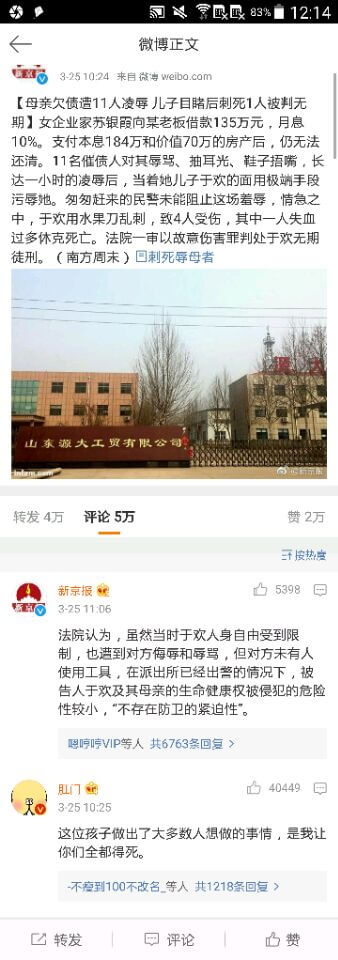 83% 12:14
微博正文
3-25 10:24 来自 微博 weibo.com
【母亲欠债遭11人凌辱 儿子目睹后刺死1人被判无
期】女企业家苏银霞向某老板借款135万元，月息
10%。支付本息184万和价值70万的房产后，仍无法
还清。11名催债人对其辱骂、抽耳光、鞋子捂嘴，长
达一小时的凌辱后，当着她儿子于欢的面用极端手段
污辱她。匆匆赶来的民警未能阻止这场羞辱，情急之
中，于欢用水果刀乱刺，致4人受伤，其中一人失血
过多休克死亡。法院一审以故意伤害罪判处于欢无期
徒刑。（南方周末）刺死辱母者
源大
山东源大工贸有限公司
infzm.com
@新京报
转发 4万 评论 5万 赞 2万
按热度
新京报 5398
3-25 11:06
法院认为，虽然当时于欢人身自由受到限
制，也遭到对方侮辱和辱骂，但对方未有人
使用工具，在派出所已经出警的情况下，被
告人于欢及其母亲的生命健康权被侵犯的危险
性较小，“不存在防卫的紧迫性”。
嗯哼哼VIP等人 共6763条回复 >
肛门 40449
3-25 10:25
这位孩子做出了大多数人想做的事情，是我让
你们全都得死。
-不瘦到100不改名_等人 共1218条回复 >
转发 评论 赞